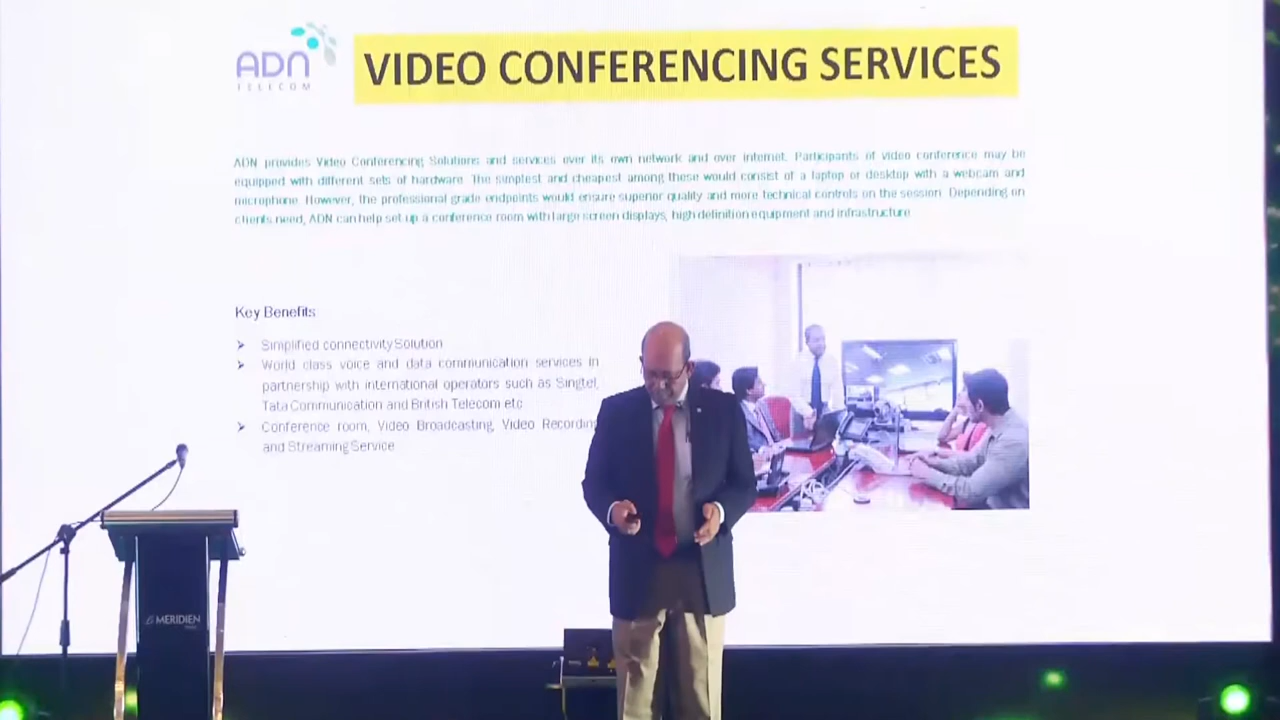 ADN
TELECOM
VIDEO CONFERENCING SERVICES
ADN provides Video Conferencing Solutions and services over its own network and over internet. Participants of video conference may be
equipped with different sets of hardware. The simplest and cheapest among these would consist of a laptop or desktop with a webcam and
microphone. However, the professional grade endpoints would ensure superior quality and more technical controls on the session. Depending on
clients need, ADN can help set up a conference room with large screen displays, high definition equipment and infrastructure.
Key Benefits
Simplified connectivity Solution
World class voice and data communication services in
partnership with international operators such as Singtel,
Tata Communication and British Telecom etc
Conference room, Video Broadcasting, Video Recording
and Streaming Service
Le MERIDIEN